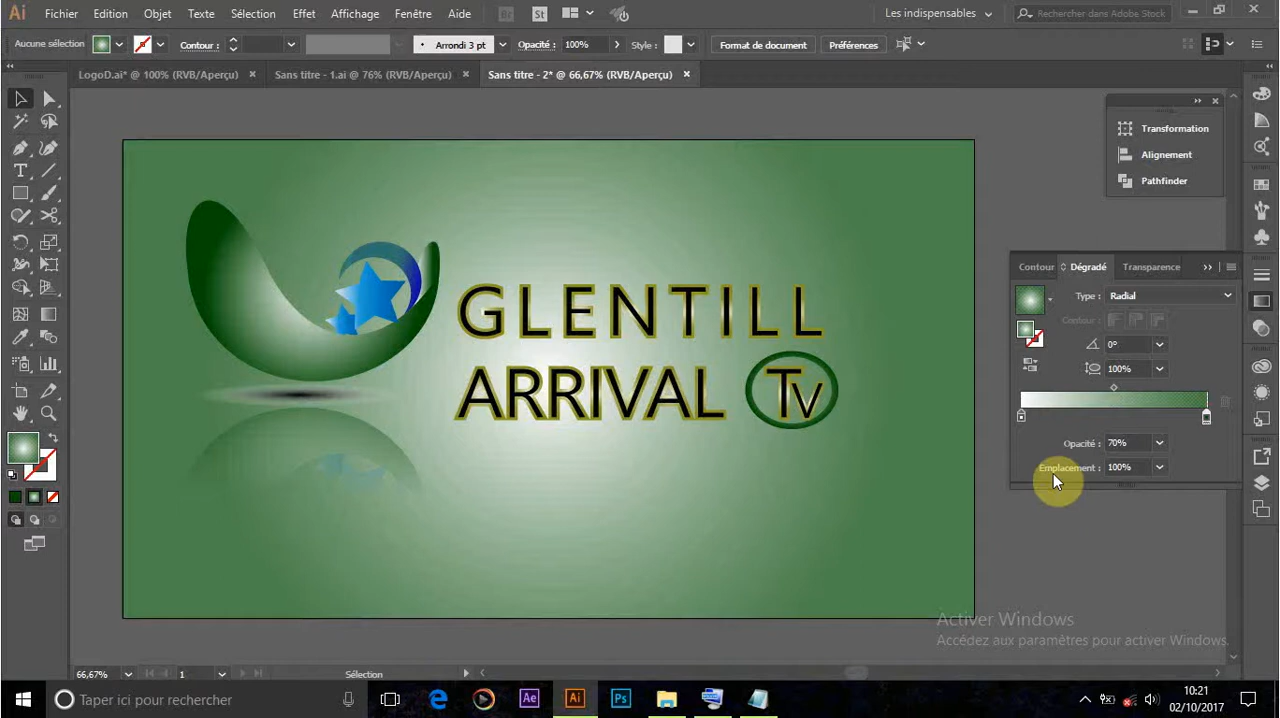 Ai Fichier Edition Objet Texte Sélection Effet Affichage Fenêtre Aide Br St Les indispensables Rechercher dans Adobe Stock
Aucune sélection Contour : Arrondi 3 pt Opacité : 100% Style : Format de document Préférences
LogoD.ai* @ 100% (RVB/Aperçu) × Sans titre - 1.ai @ 76% (RVB/Aperçu) × Sans titre - 2* @ 66,67% (RVB/Aperçu) ×
Transformation
Alignement
Pathfinder
GLENTILL
ARRIVAL Tv
Contour Dégradé Transparence
Type : Radial
Contour :
0°
100%
Opacité : 70%
Emplacement : 100%
Activer Windows
Accédez aux paramètres pour activer Windows.
66,67% 1 Sélection
Taper ici pour rechercher Ae Ai Ps 10:21
02/10/2017